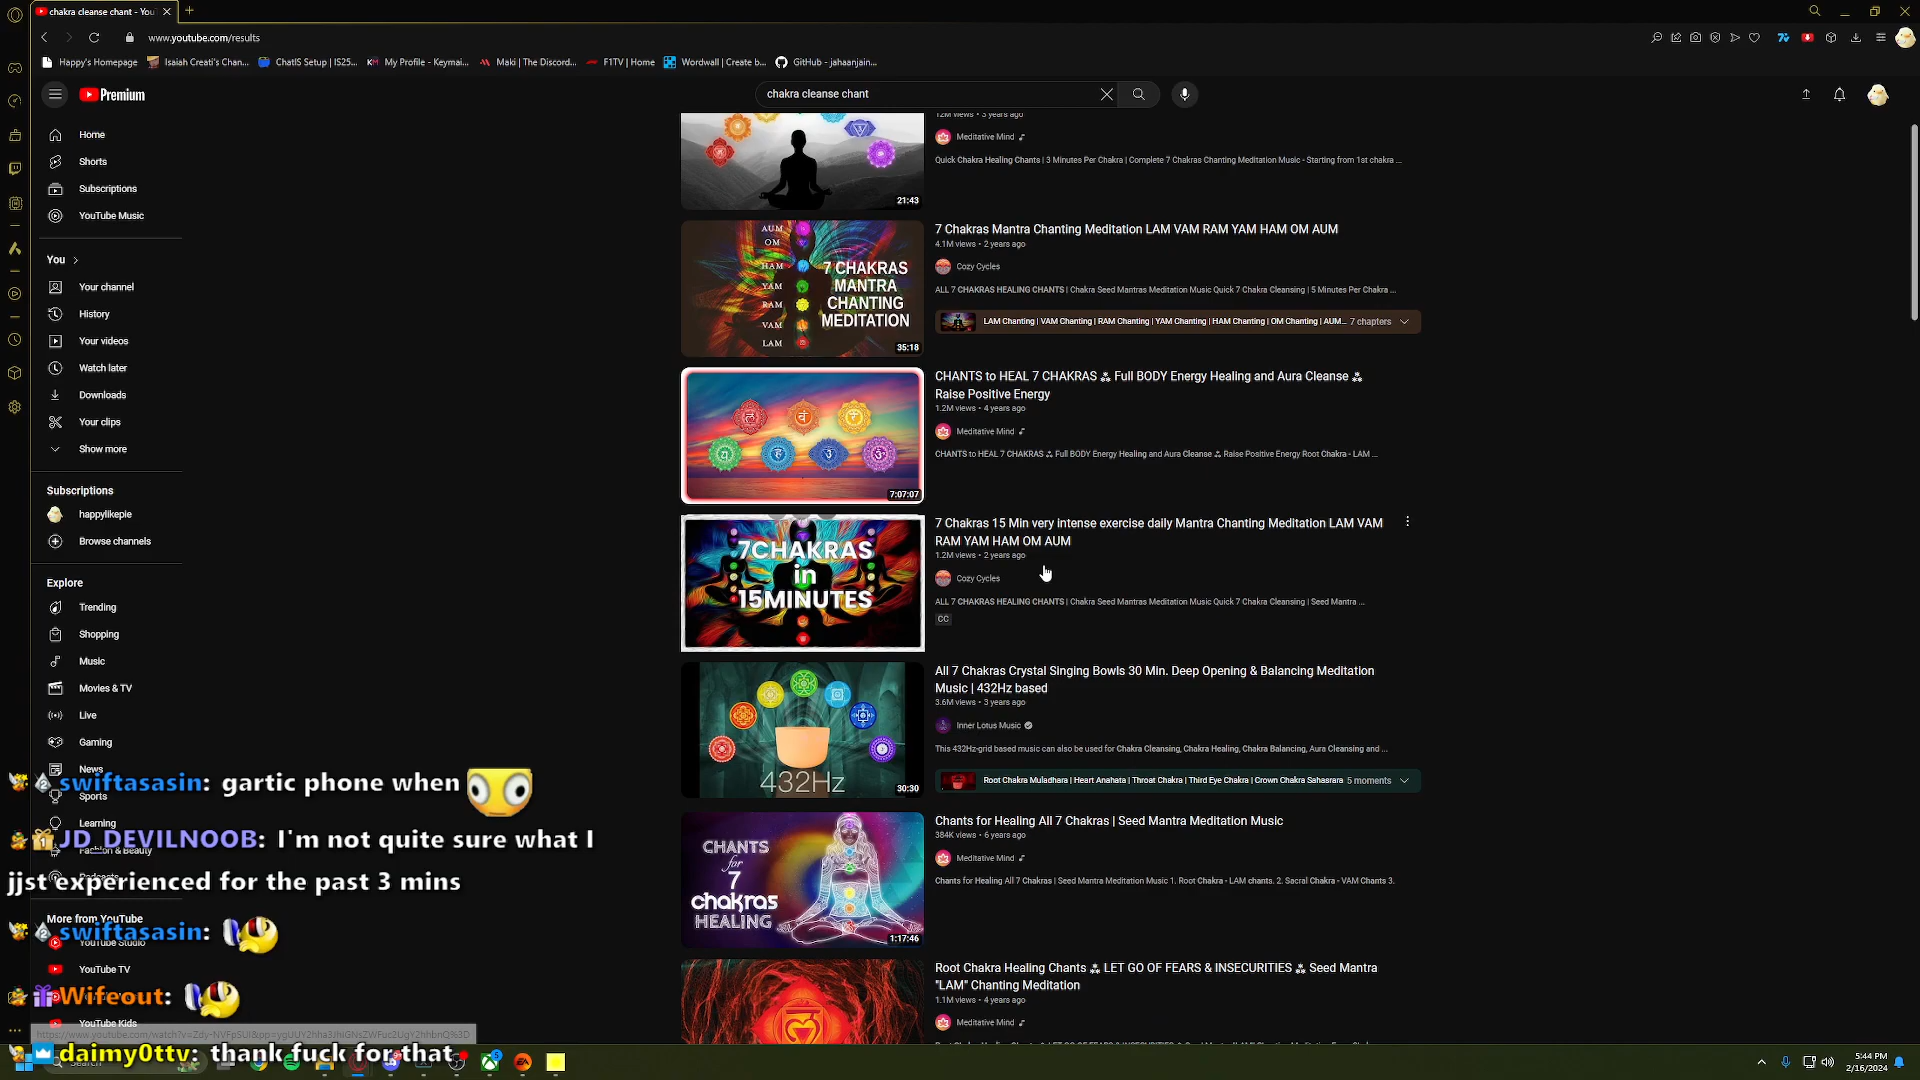 chakra cleanse chant - You
www.youtube.com/results
Happy's Homepage
Isaiah Creati's Chan...
ChatIS Setup | IS25...
My Profile - Keymai...
Maki | The Discord...
F1TV | Home
Wordwall | Create b...
GitHub - jahaanjain...
Premium
chakra cleanse chant
Home
Shorts
Subscriptions
YouTube Music
You
Your channel
History
Your videos
Watch later
Downloads
Your clips
Show more
Subscriptions
happylikepie
Browse channels
Explore
Trending
Shopping
Music
Movies & TV
Live
Gaming
News
Sports
Learning
Fashion & Beauty
Podcasts
More from YouTube
YouTube Studio
YouTube TV
YouTube Kids
21:43
12M views • 3 years ago
Meditative Mind
Quick Chakra Healing Chants | 3 Minutes Per Chakra | Complete 7 Chakras Chanting Meditation Music - Starting from 1st chakra ...
AUM
OM
HAM
YAM
RAM
VAM
LAM
7 CHAKRAS
MANTRA
CHANTING
MEDITATION
35:18
7 Chakras Mantra Chanting Meditation LAM VAM RAM YAM HAM OM AUM
4.1M views • 2 years ago
Cozy Cycles
ALL 7 CHAKRAS HEALING CHANTS | Chakra Seed Mantras Meditation Music Quick 7 Chakra Cleansing | 5 Minutes Per Chakra ...
LAM Chanting | VAM Chanting | RAM Chanting | YAM Chanting | HAM Chanting | OM Chanting | AUM... 7 chapters
7:07:07
CHANTS to HEAL 7 CHAKRAS ⁂ Full BODY Energy Healing and Aura Cleanse ⁂
Raise Positive Energy
1.2M views • 4 years ago
Meditative Mind
CHANTS to HEAL 7 CHAKRAS ⁂ Full BODY Energy Healing and Aura Cleanse ⁂ Raise Positive Energy Root Chakra - LAM ...
7CHAKRAS
in
15MINUTES
7 Chakras 15 Min very intense exercise daily Mantra Chanting Meditation LAM VAM
RAM YAM HAM OM AUM
1.2M views • 2 years ago
Cozy Cycles
ALL 7 CHAKRAS HEALING CHANTS | Chakra Seed Mantras Meditation Music Quick 7 Chakra Cleansing | Seed Mantra ...
CC
432Hz
30:30
All 7 Chakras Crystal Singing Bowls 30 Min. Deep Opening & Balancing Meditation
Music | 432Hz based
3.6M views • 3 years ago
Inner Lotus Music
This 432Hz-grid based music can also be used for Chakra Cleansing, Chakra Healing, Chakra Balancing, Aura Cleansing and ...
Root Chakra Muladhara | Heart Anahata | Throat Chakra | Third Eye Chakra | Crown Chakra Sahasrara 5 moments
CHANTS
for
7
chakras
HEALING
1:17:46
Chants for Healing All 7 Chakras | Seed Mantra Meditation Music
384K views • 6 years ago
Meditative Mind
Chants for Healing All 7 Chakras | Seed Mantra Meditation Music 1. Root Chakra - LAM chants. 2. Sacral Chakra - VAM Chants 3.
Root Chakra Healing Chants ⁂ LET GO OF FEARS & INSECURITIES ⁂ Seed Mantra
"LAM" Chanting Meditation
1.1M views • 4 years ago
Meditative Mind
swiftasasin: gartic phone when
JD_DEVILNOOB: I'm not quite sure what I
jjst experienced for the past 3 mins
swiftasasin:
Wifeout:
daimy0ttv: thank fuck for that
Search
5:44 PM
2/16/2024